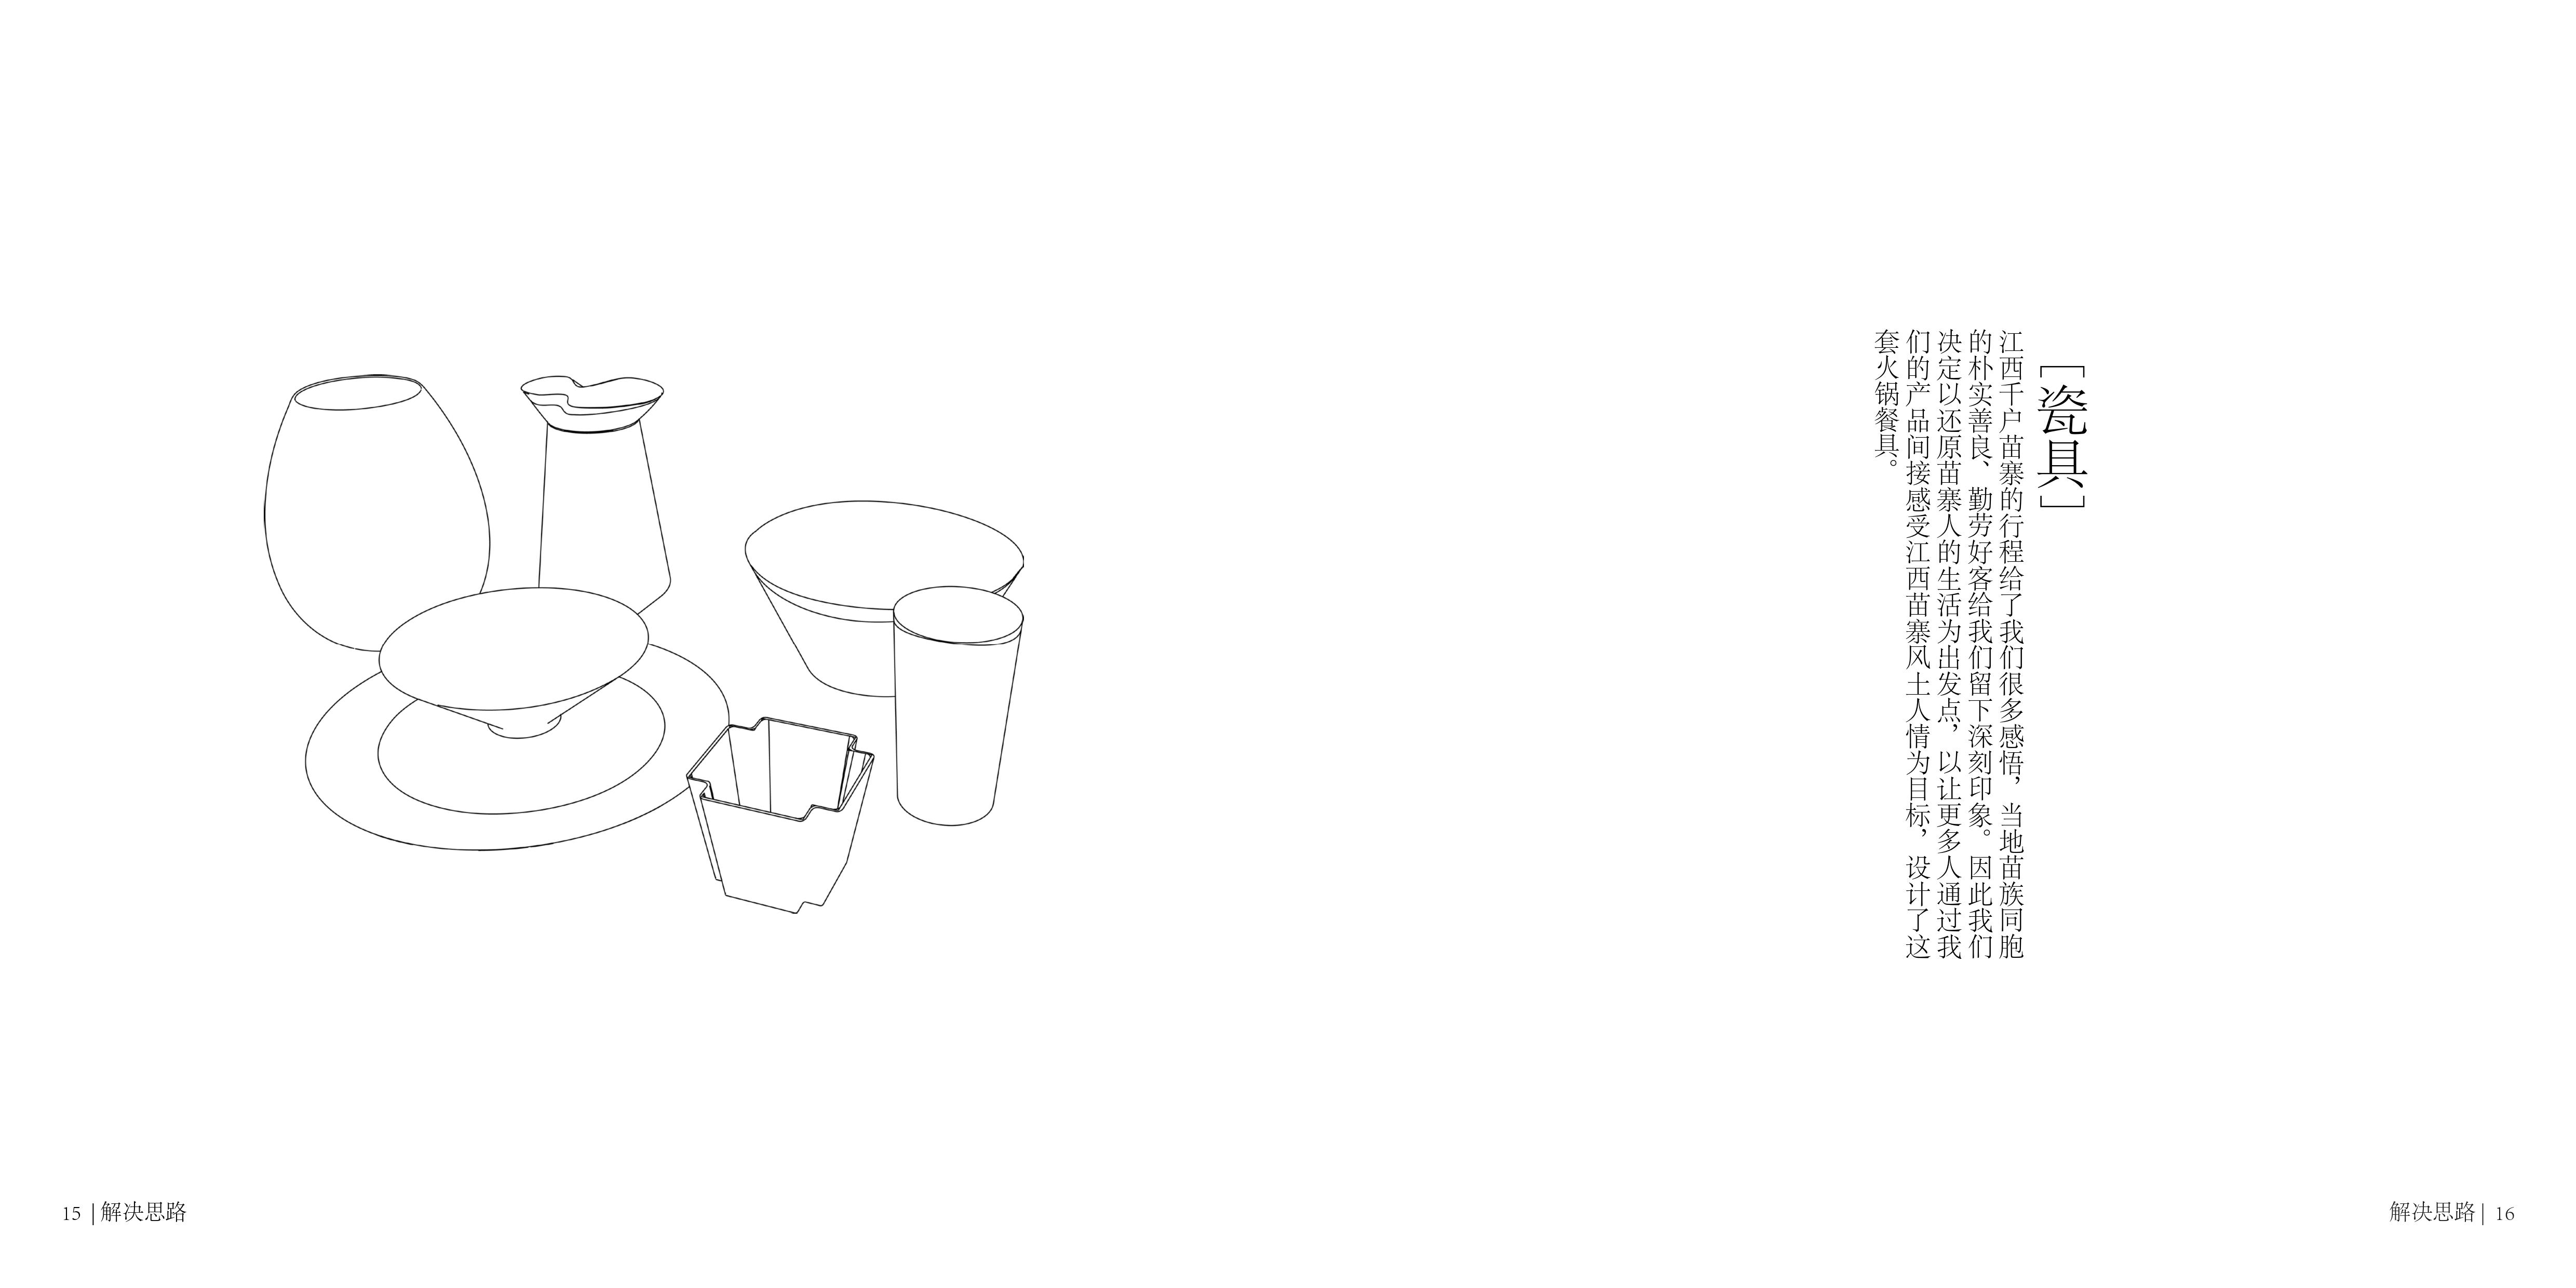 ［瓷具］
江西千户苗寨的行程给了我们很多感悟，当地苗族同胞
的朴实善良、勤劳好客给我们留下深刻印象。因此我们
决定以还原苗寨人的生活为出发点，以让更多人通过我
们的产品间接感受江西苗寨风土人情为目标，设计了这
套火锅餐具。
15 | 解决思路
解决思路 | 16